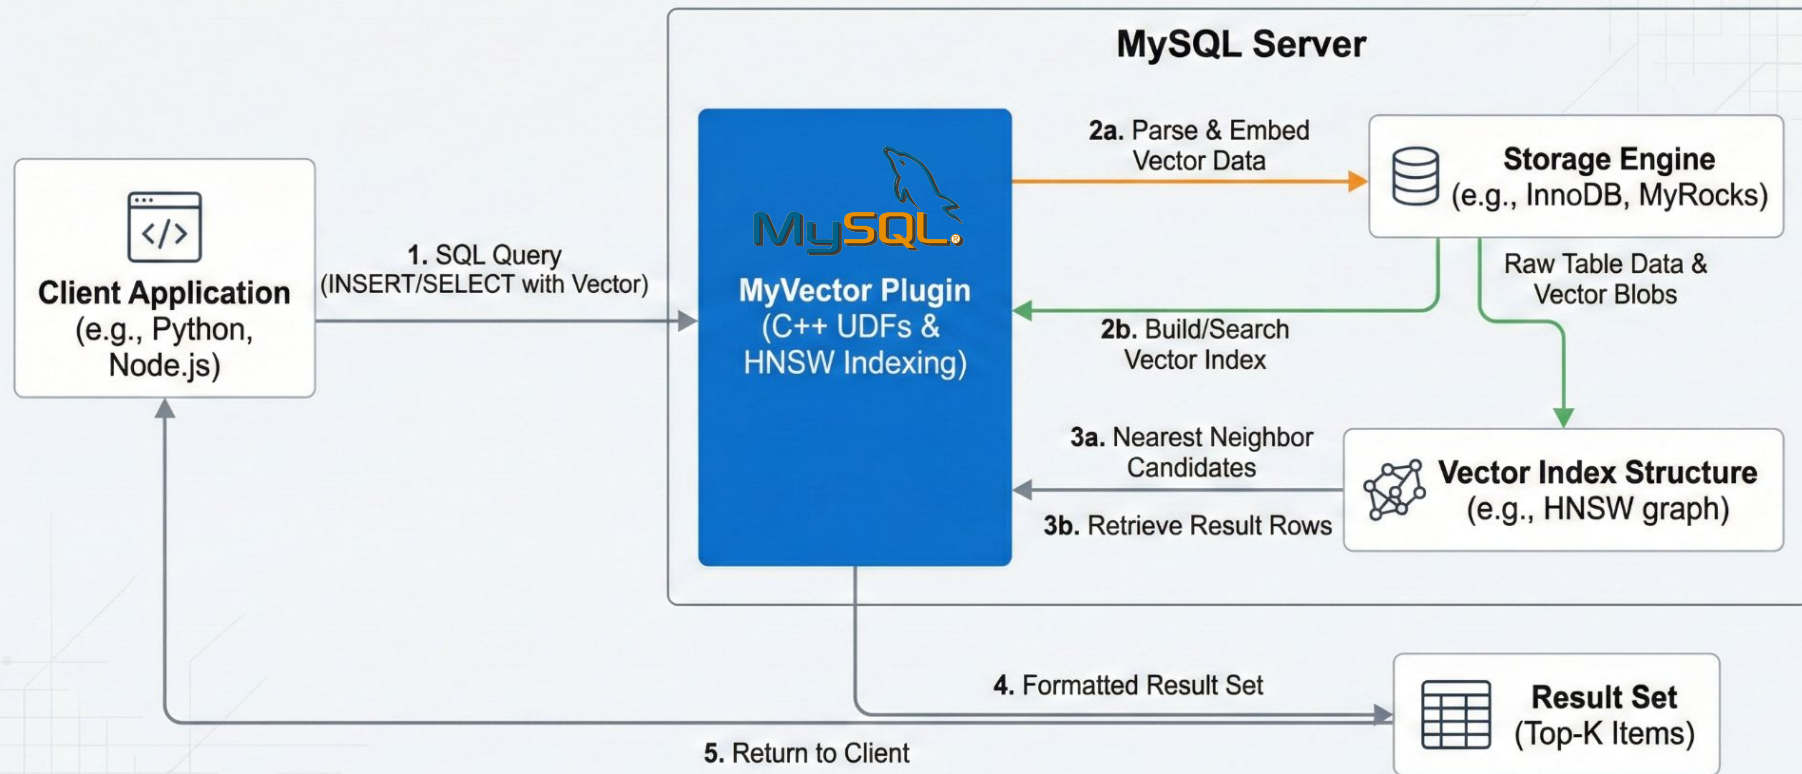 MySQL Server
Client Application
(e.g., Python,
Node.js)
1. SQL Query
(INSERT/SELECT with Vector)
MySQL®
MyVector Plugin
(C++ UDFs &
HNSW Indexing)
2a. Parse & Embed
Vector Data
Storage Engine
(e.g., InnoDB, MyRocks)
2b. Build/Search
Vector Index
Raw Table Data &
Vector Blobs
3a. Nearest Neighbor
Candidates
3b. Retrieve Result Rows
Vector Index Structure
(e.g., HNSW graph)
4. Formatted Result Set
Result Set
(Top-K Items)
5. Return to Client